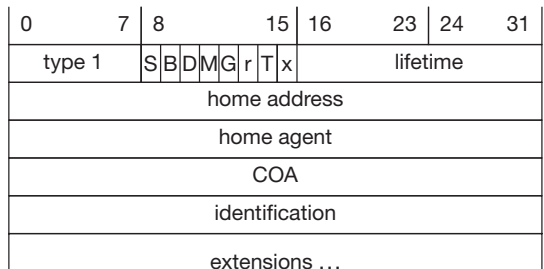 0 7 8 15 16 23 24 31
type 1 S B D M G r T x lifetime
home address
home agent
COA
identification
extensions ...